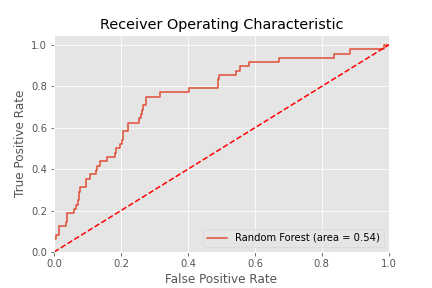 Receiver Operating Characteristic
True Positive Rate
1.0
0.8
0.6
0.4
0.2
0.0
Random Forest (area = 0.54)
0.0 0.2 0.4 0.6 0.8 1.0
False Positive Rate